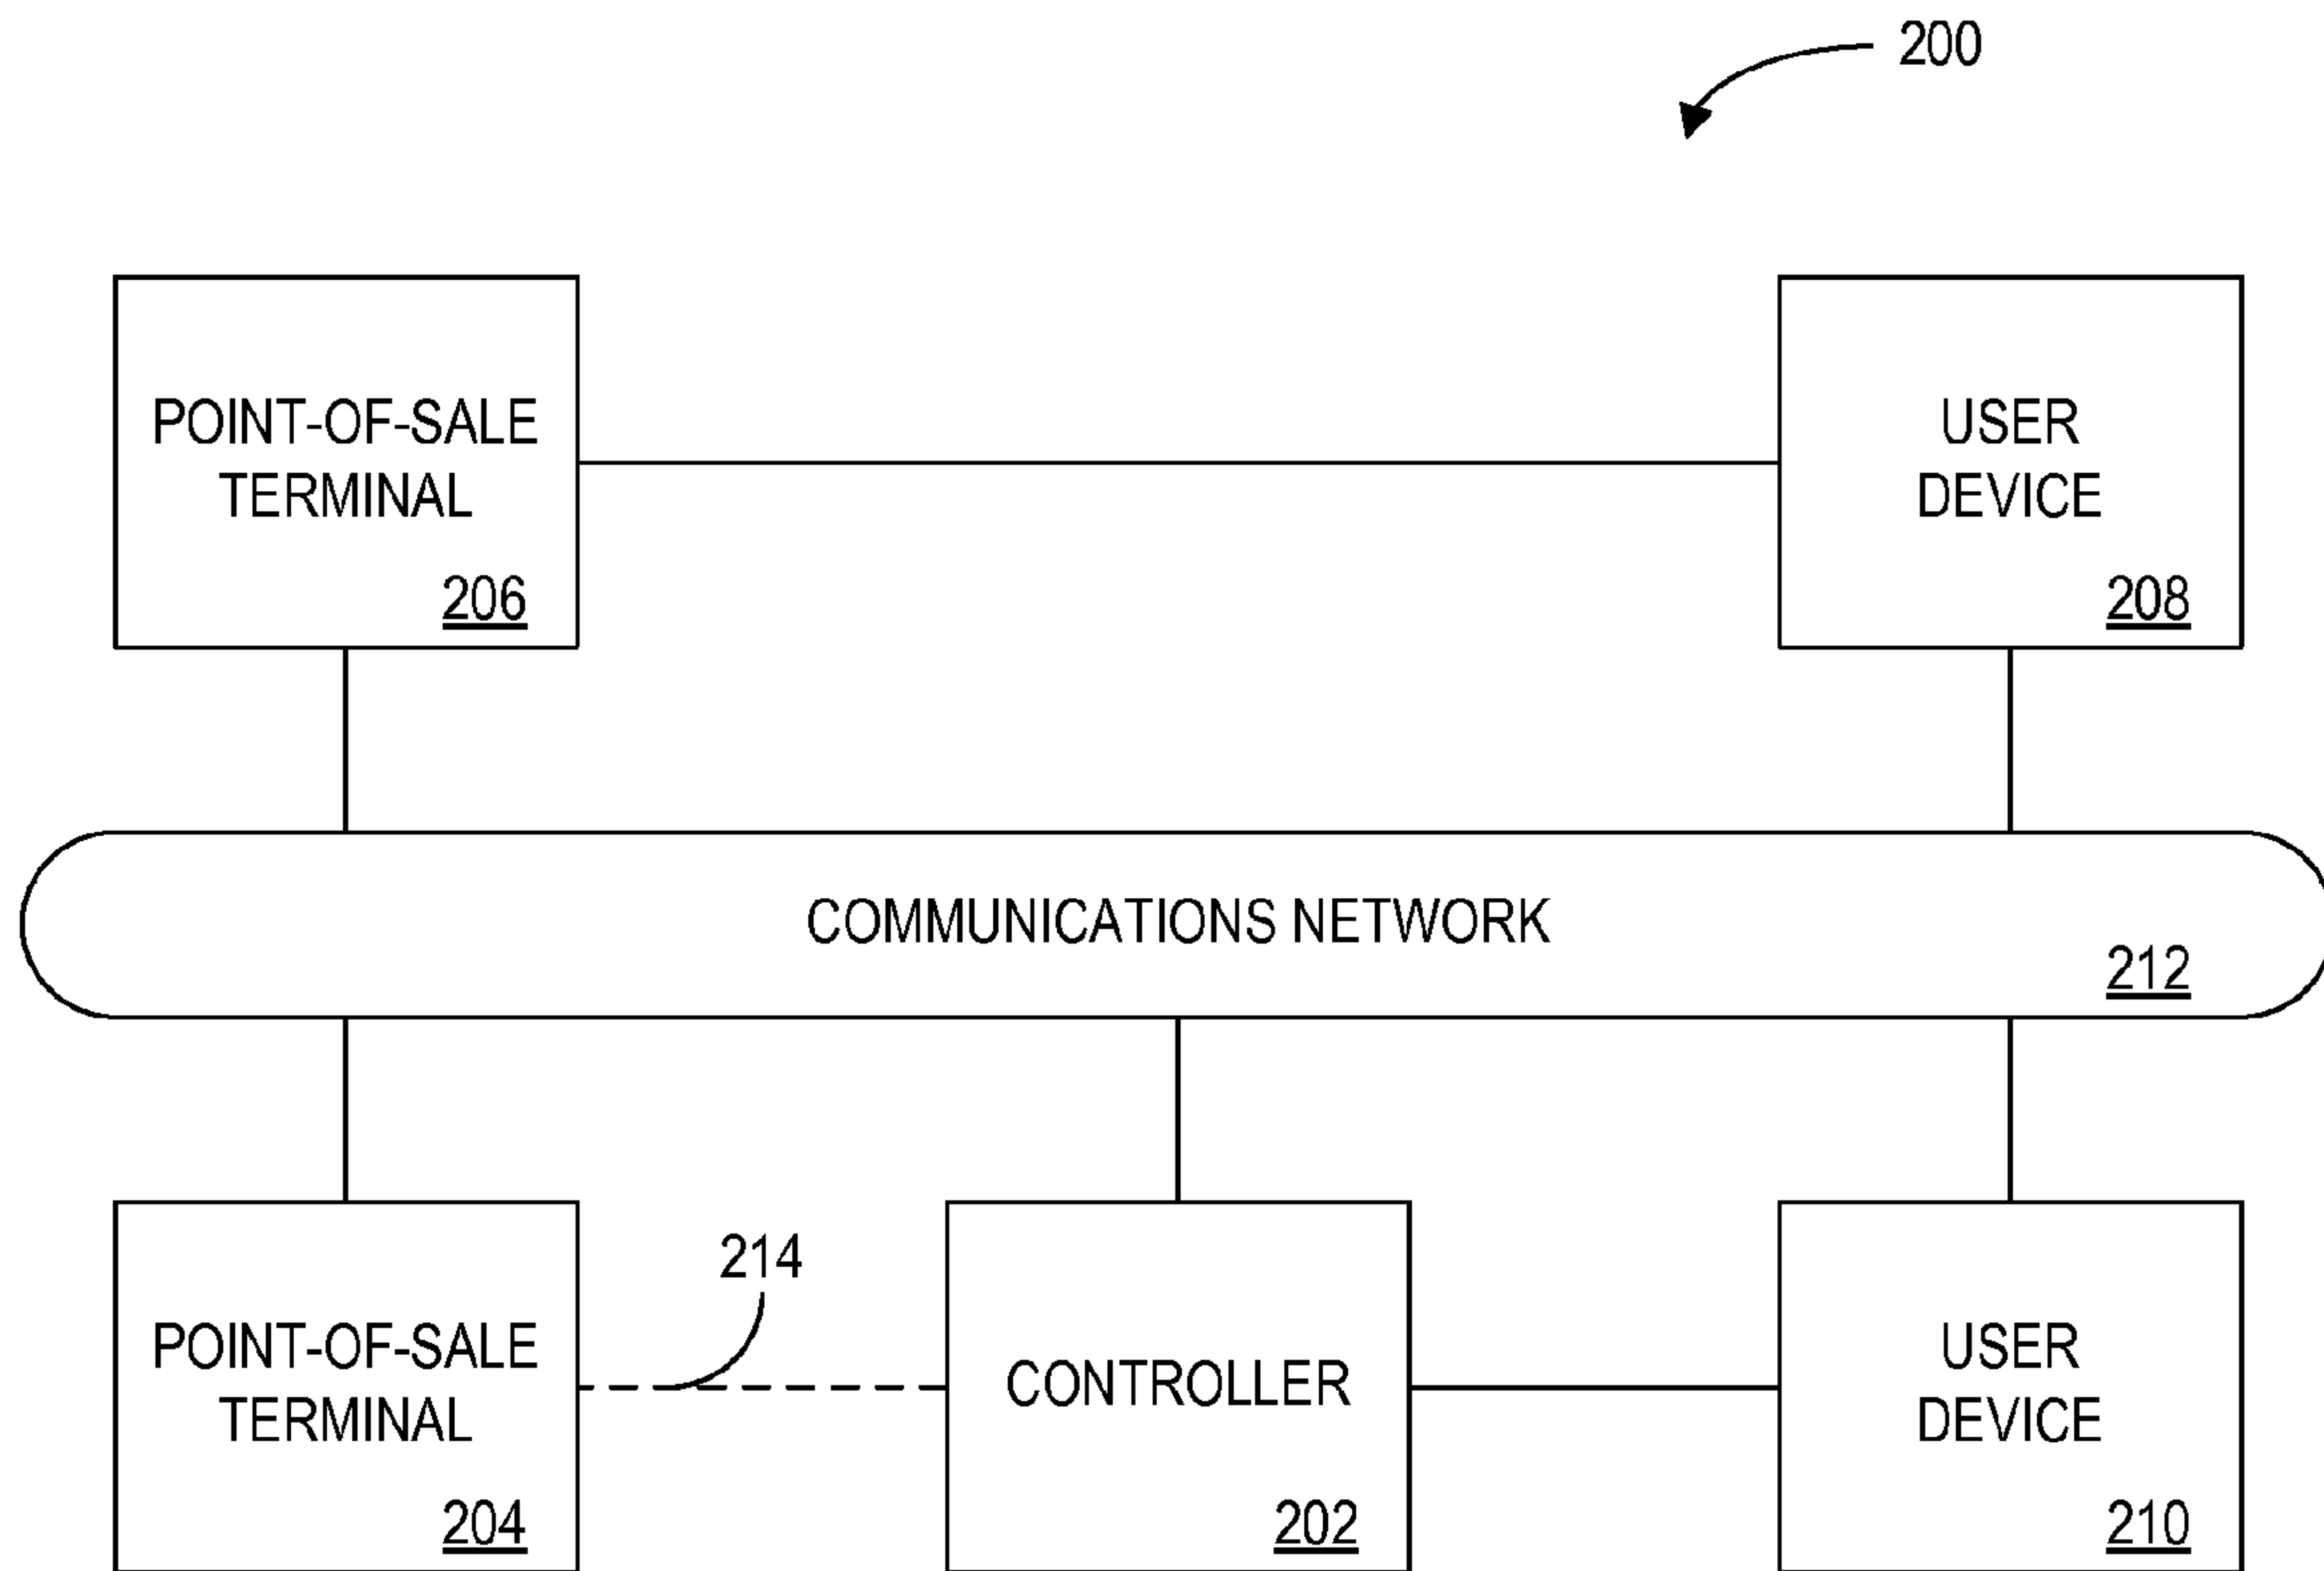 200
POINT-OF-SALE
TERMINAL
206
USER
DEVICE
208
COMMUNICATIONS NETWORK
212
POINT-OF-SALE
TERMINAL
204
214
CONTROLLER
202
USER
DEVICE
210